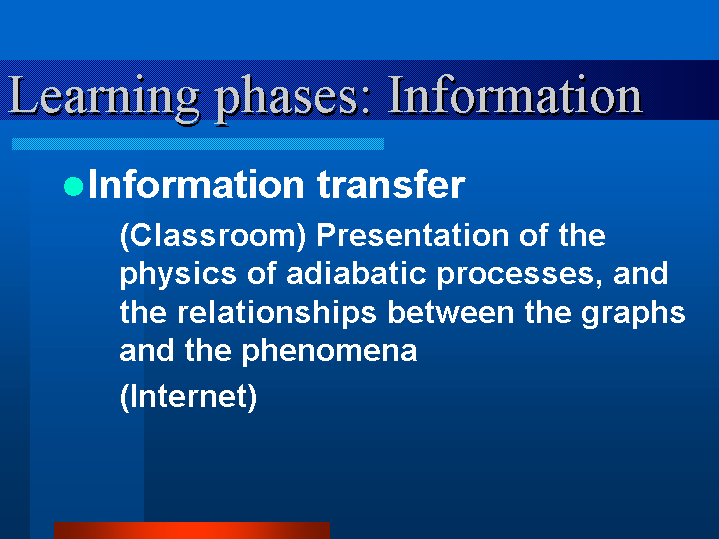 Learning phases: Information
Information transfer
(Classroom) Presentation of the
physics of adiabatic processes, and
the relationships between the graphs
and the phenomena
(Internet)